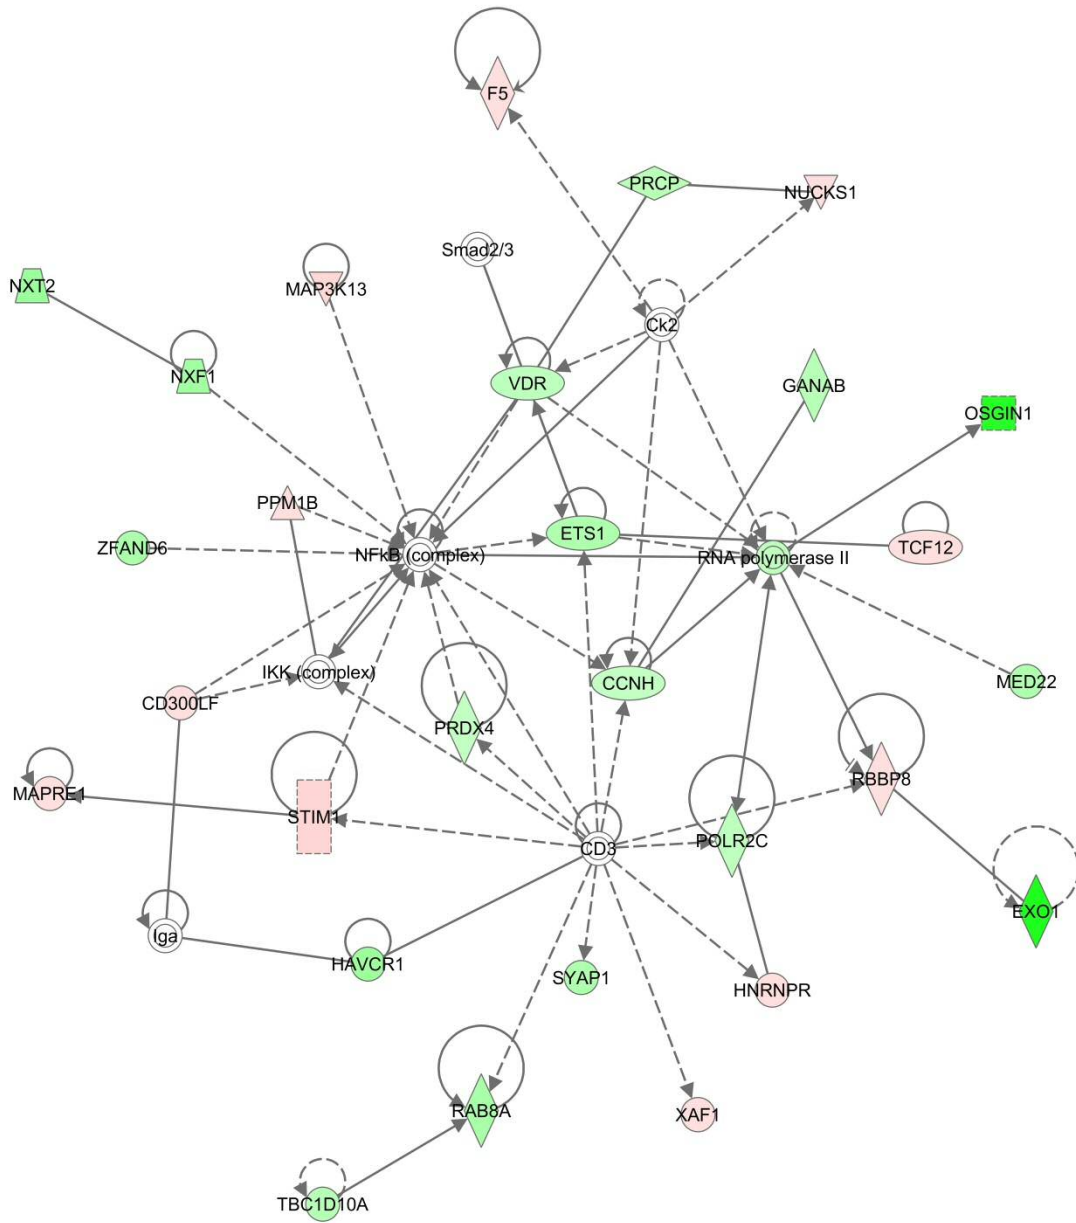 F5
PRCP
NUCKS1
Smad2/3
NXT2
MAP3K13
Ck2
NXF1
VDR
GANAB
OSGIN1
PPM1B
ZFAND6
NFkB (complex)
ETS1
RNA polymerase II
TCF12
IKK (complex)
CCNH
MED22
CD300LF
PRDX4
MAPRE1
STIM1
RBBP8
CD3
POLR2C
EXO1
Iga
HAVCR1
SYAP1
HNRNPR
RAB8A
XAF1
TBC1D10A